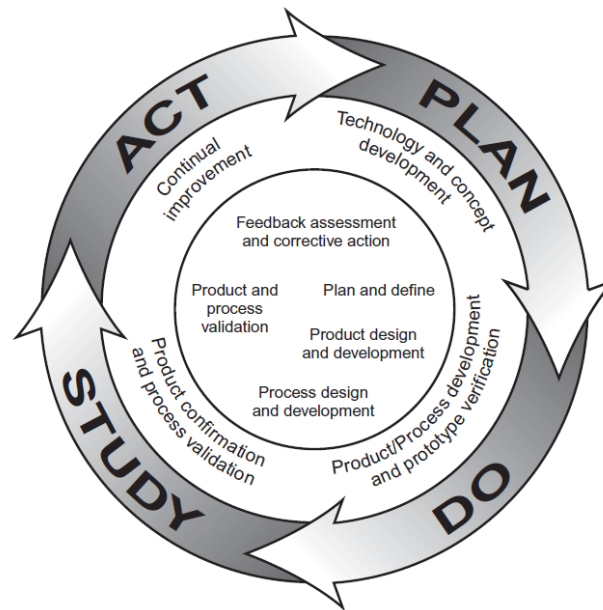 ACT
PLAN
Continual
improvement
Technology and concept
development
Feedback assessment
and corrective action
Product and
process
validation
Plan and define
Product design
and development
Process design
and development
Product confirmation
and process validation
Product/Process development
and prototype verification
STUDY
DO